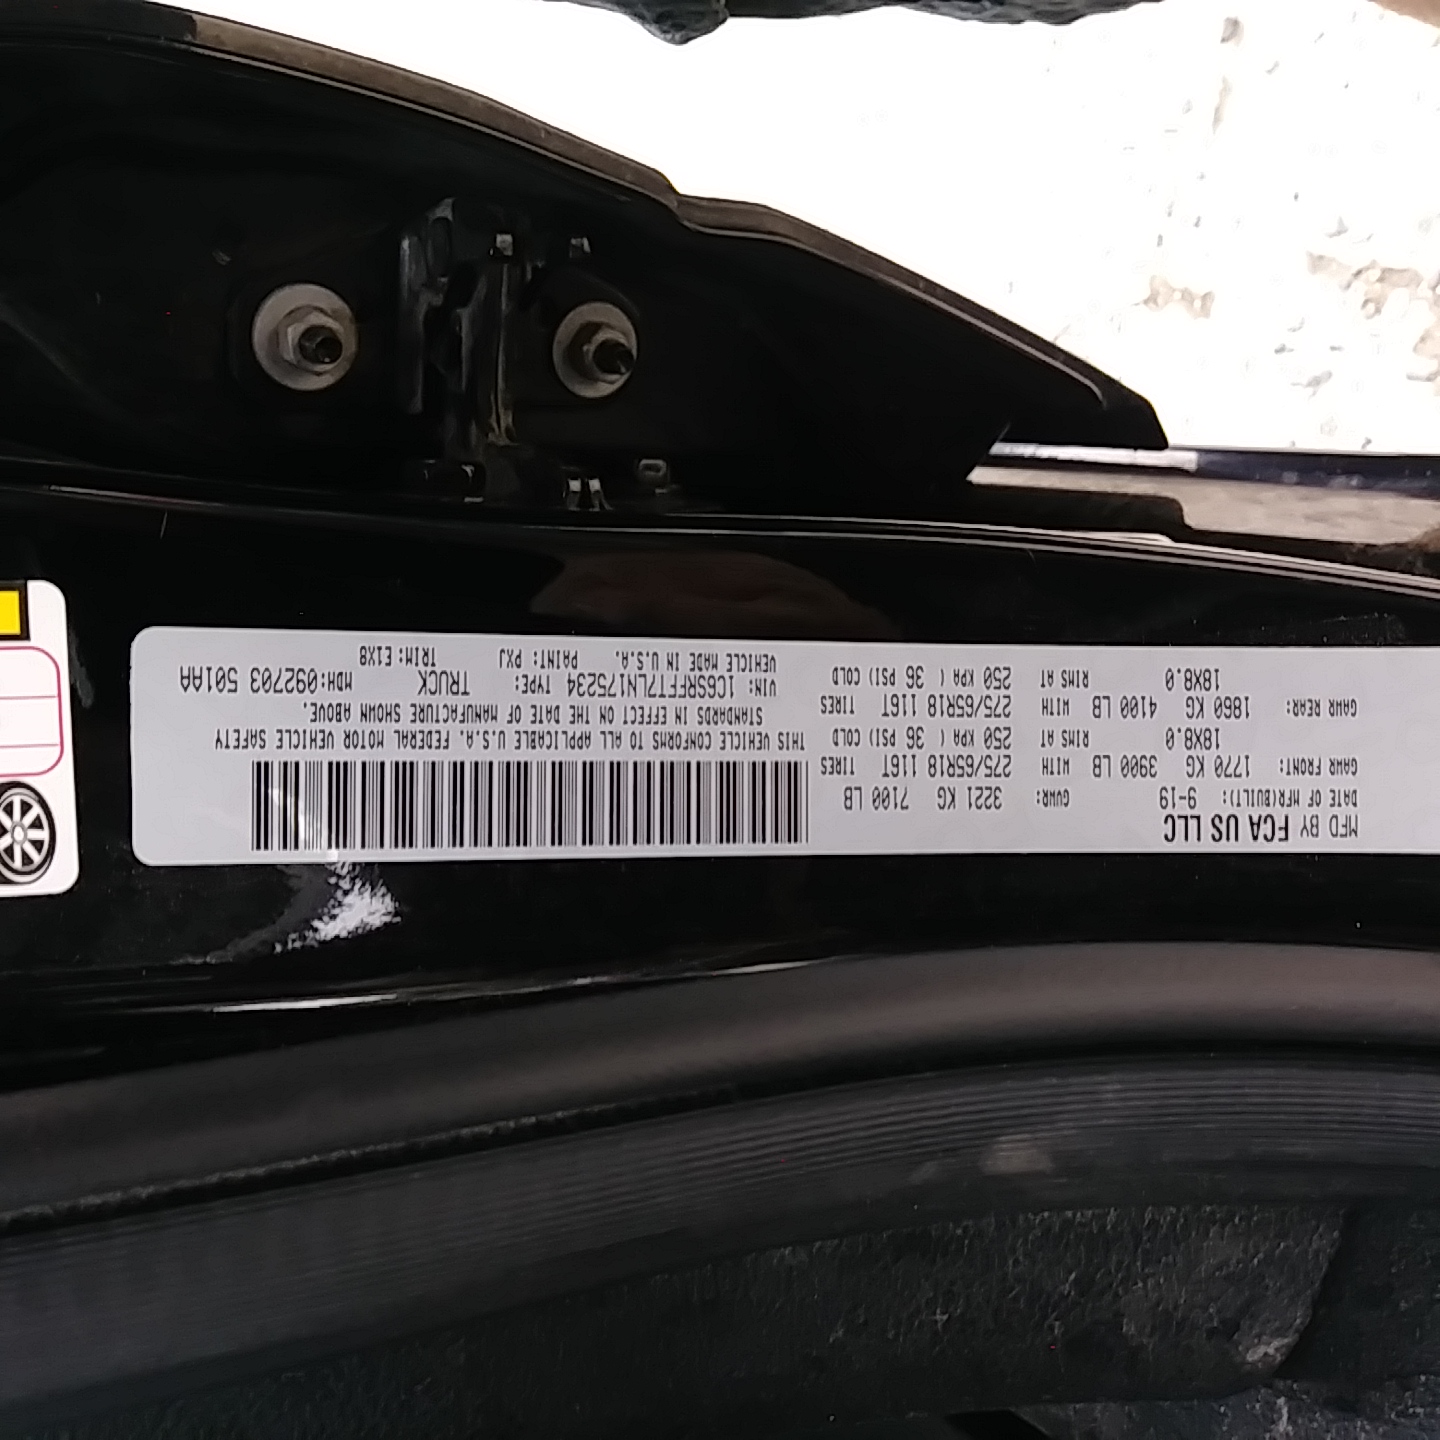 MFD BY FCA US LLC
DATE OF MFR(BUILT): 9-19 GVWR: 3221 KG 7100 LB
GAWR FRONT: 1770 KG 3900 LB WITH 275/65R18 116T TIRES
18X8.0 RIMS AT 250 KPA ( 36 PSI) COLD
GAWR REAR: 1860 KG 4100 LB WITH 275/65R18 116T TIRES
18X8.0 RIMS AT 250 KPA ( 36 PSI) COLD
THIS VEHICLE CONFORMS TO ALL APPLICABLE U.S.A. FEDERAL MOTOR VEHICLE SAFETY
STANDARDS IN EFFECT ON THE DATE OF MANUFACTURE SHOWN ABOVE.
VIN: 1C6SRFFT7LN175234 TYPE: TRUCK MDH:092703 501AA
VEHICLE MADE IN U.S.A. PAINT: PXJ TRIM:E1X8